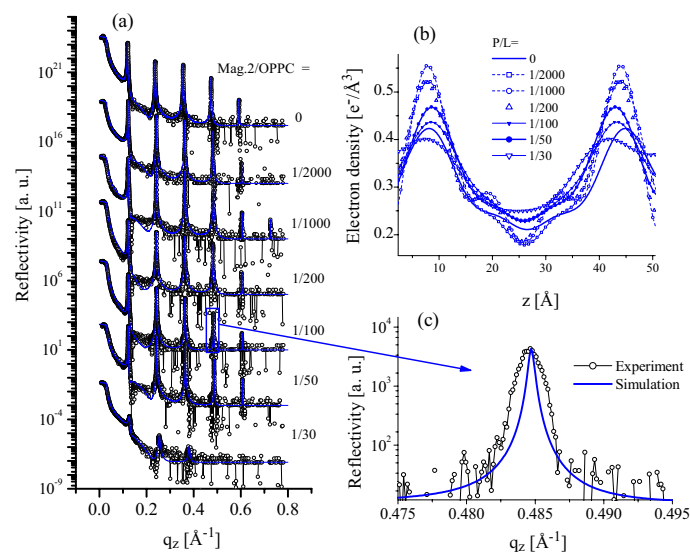 (a)
Mag.2/OPPC =
0
1/2000
1/1000
1/200
1/100
1/50
1/30
Reflectivity [a. u.]
10^21
10^16
10^11
10^6
10^1
10^-4
10^-9
0.0 0.2 0.4 0.6 0.8
q_z [Å^-1]
(b)
P/L=
0
1/2000
1/1000
1/200
1/100
1/50
1/30
Electron density [e^-/Å^3]
0.5
0.4
0.3
0.2
10 20 30 40 50
z [Å]
(c)
Experiment
Simulation
Reflectivity [a. u.]
10^4
10^3
10^2
0.475 0.480 0.485 0.490 0.495
q_z [Å^-1]